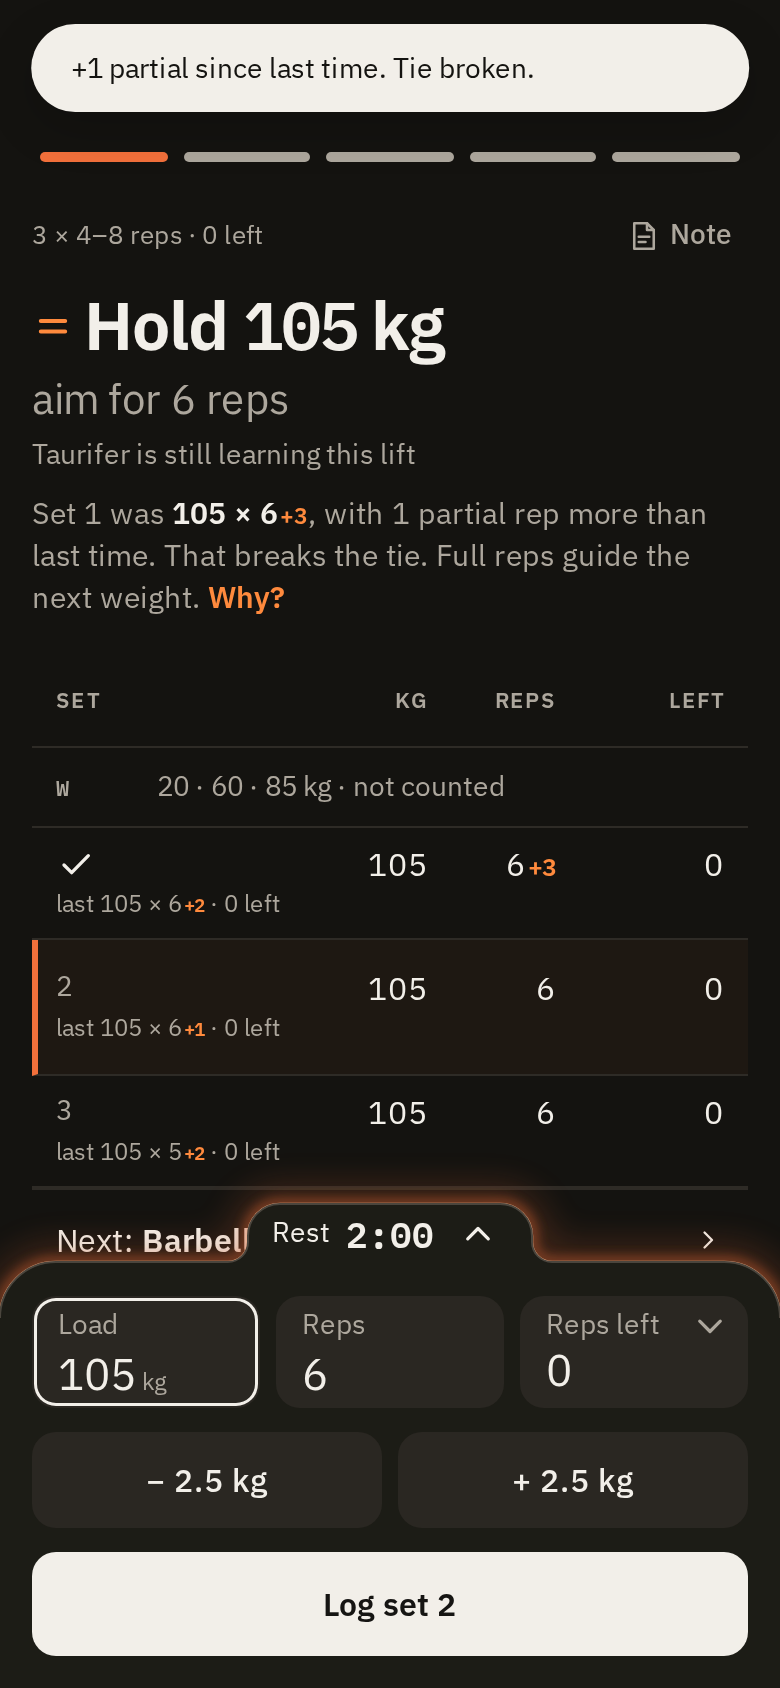 +1 partial since last time. Tie broken.
3 × 4–8 reps · 0 left
Note
= Hold 105 kg
aim for 6 reps
Taurifer is still learning this lift
Set 1 was 105 × 6+3, with 1 partial rep more than
last time. That breaks the tie. Full reps guide the
next weight. Why?
SET KG REPS LEFT
W 20 · 60 · 85 kg · not counted
✓ 105 6+3 0
last 105 × 6+2 · 0 left
2 105 6 0
last 105 × 6+1 · 0 left
3 105 6 0
last 105 × 5+2 · 0 left
Next: Barbell
Rest 2:00
Load Reps Reps left
105 kg 6 0
– 2.5 kg + 2.5 kg
Log set 2